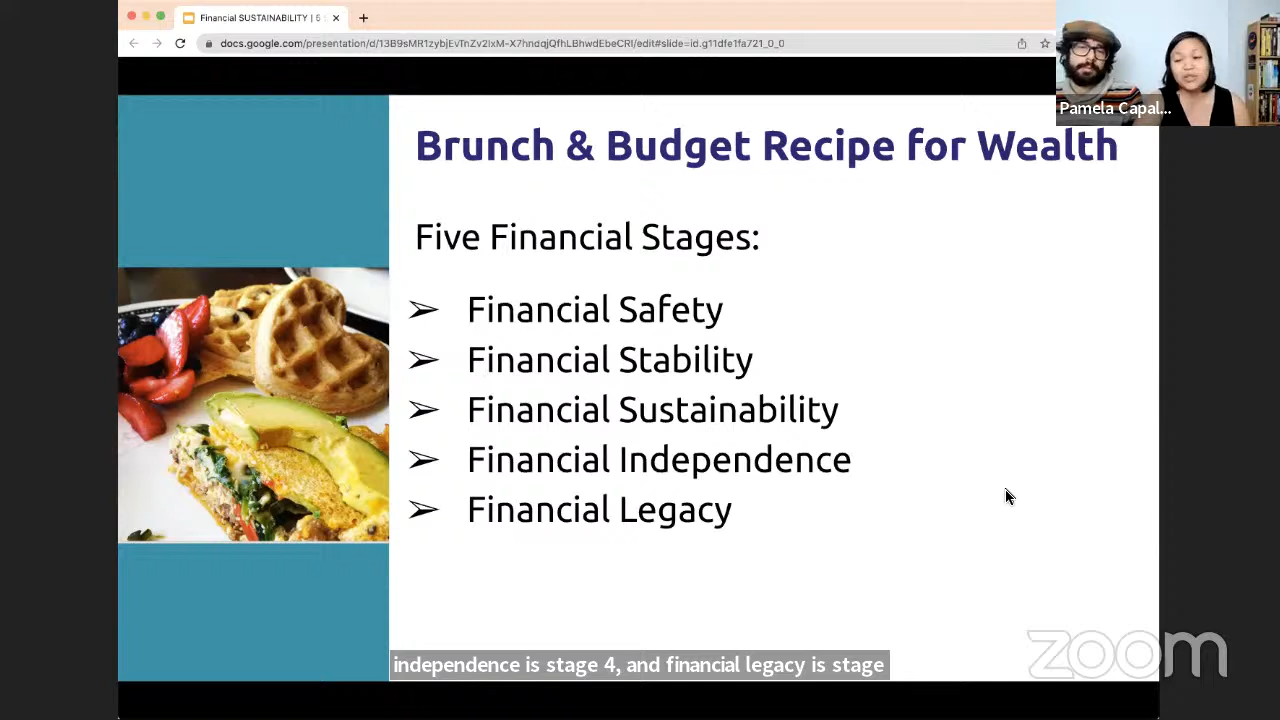 Financial SUSTAINABILITY | 5
docs.google.com/presentation/d/13B9sMR1zybjEvTnZv2lxM-X7hndqjQfhLBhwdEbeCRI/edit#slide=id.g11dfe1fa721_0_0
Pamela Capal...
Brunch & Budget Recipe for Wealth
Five Financial Stages:
➢ Financial Safety
➢ Financial Stability
➢ Financial Sustainability
➢ Financial Independence
➢ Financial Legacy
independence is stage 4, and financial legacy is stage
zoom